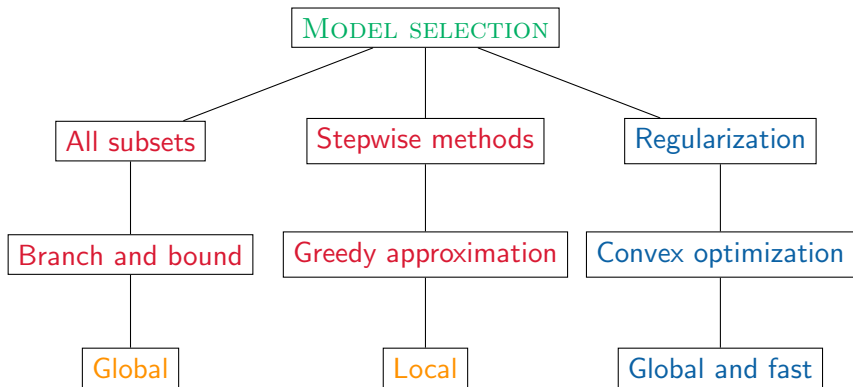 MODEL SELECTION
All subsets
Stepwise methods
Regularization
Branch and bound
Greedy approximation
Convex optimization
Global
Local
Global and fast